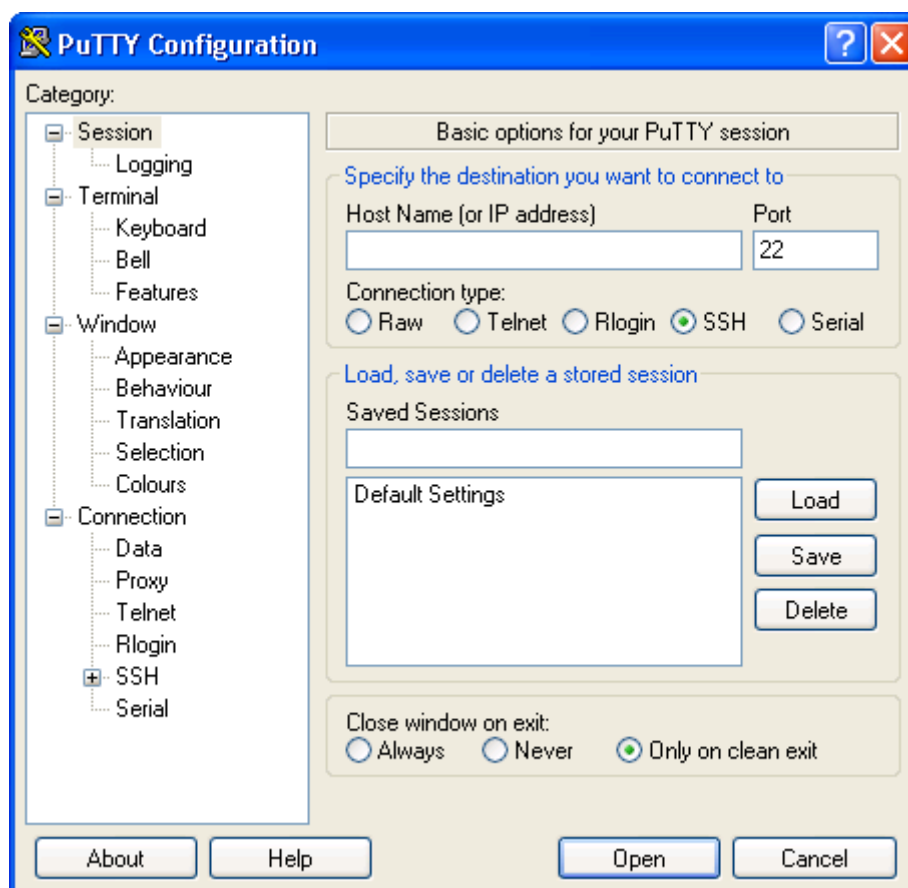 PuTTY Configuration
Category:
Session
Logging
Terminal
Keyboard
Bell
Features
Window
Appearance
Behaviour
Translation
Selection
Colours
Connection
Data
Proxy
Telnet
Rlogin
SSH
Serial
Basic options for your PuTTY session
Specify the destination you want to connect to
Host Name (or IP address) Port
22
Connection type:
Raw Telnet Rlogin SSH Serial
Load, save or delete a stored session
Saved Sessions
Default Settings
Load
Save
Delete
Close window on exit:
Always Never Only on clean exit
About Help Open Cancel